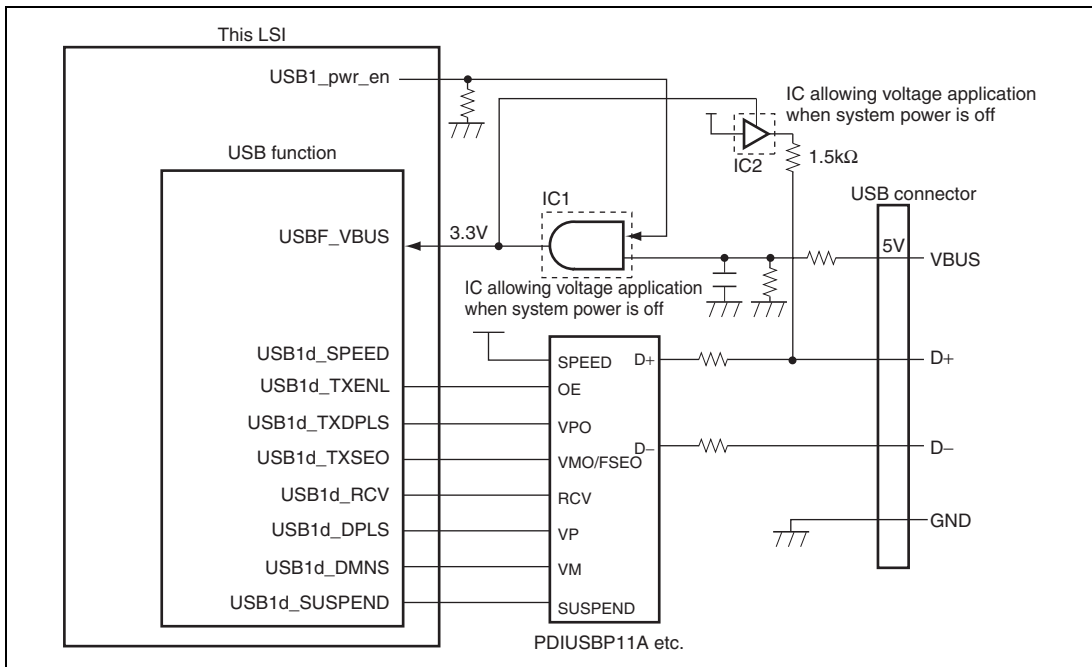 This LSI
USB1_pwr_en
IC allowing voltage application
when system power is off
IC2
1.5kΩ
USB function
USB connector
IC1
USBF_VBUS
3.3V
5V
VBUS
IC allowing voltage application
when system power is off
USB1d_SPEED
SPEED
D+
D+
USB1d_TXENL
OE
USB1d_TXDPLS
VPO
D−
D−
USB1d_TXSEO
VMO/FSEO
USB1d_RCV
RCV
USB1d_DPLS
VP
GND
USB1d_DMNS
VM
USB1d_SUSPEND
SUSPEND
PDIUSBP11A etc.